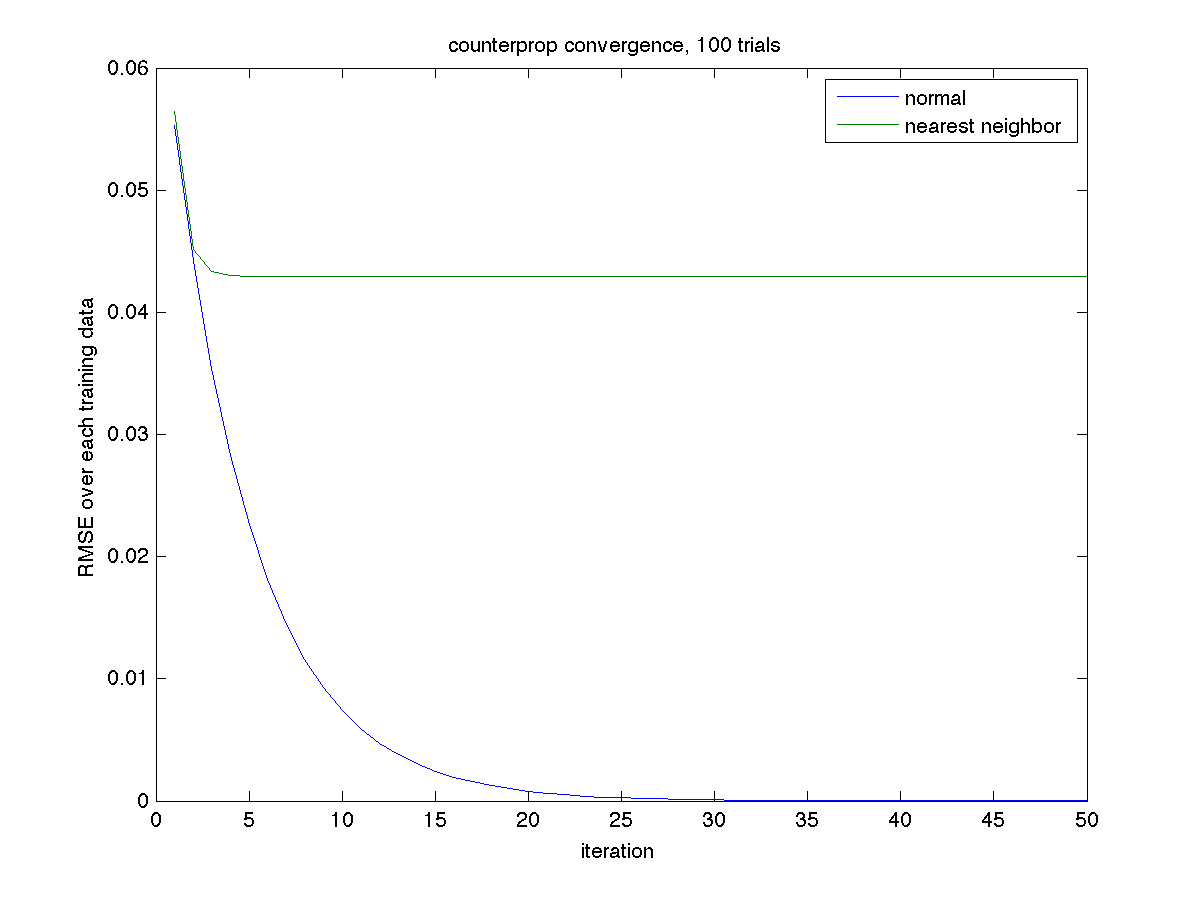 counterprop convergence, 100 trials
normal
nearest neighbor
0.06
0.05
0.04
0.03
0.02
0.01
0
RMSE over each training data
0 5 10 15 20 25 30 35 40 45 50
iteration